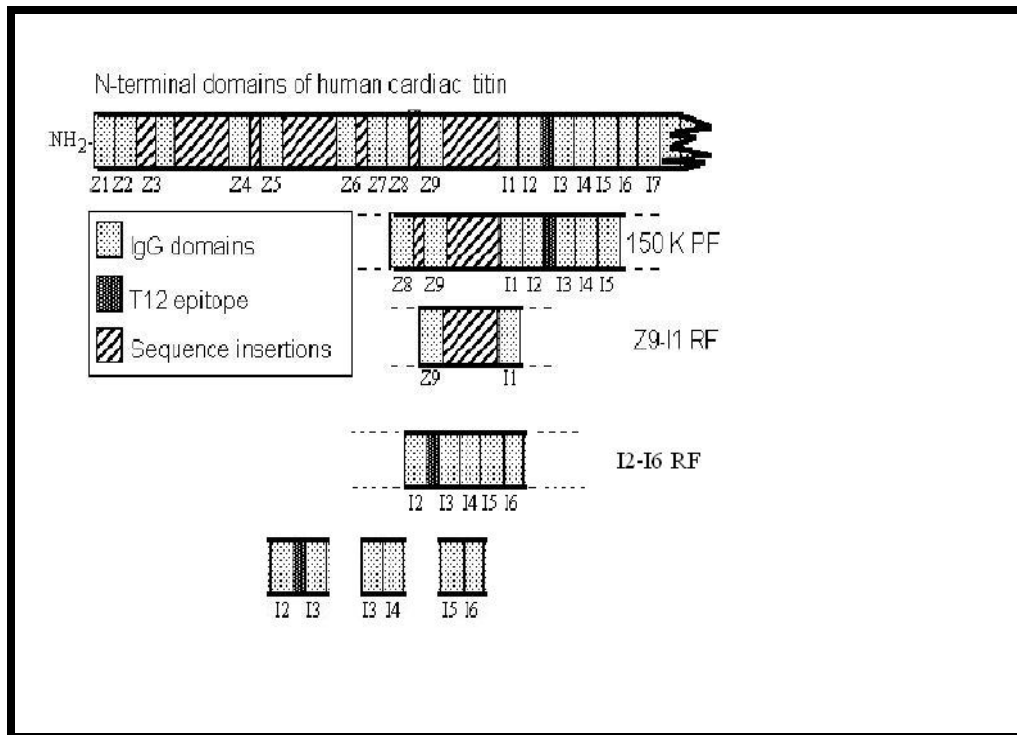 N-terminal domains of human cardiac titin
NH2-
Z1 Z2 Z3 Z4 Z5 Z6 Z7 Z8 Z9 I1 I2 I3 I4 I5 I6 I7
IgG domains
T12 epitope
Sequence insertions
150 K PF
Z8 Z9 I1 I2 I3 I4 I5
Z9-I1 RF
Z9 I1
I2-I6 RF
I2 I3 I4 I5 I6
I2 I3 I3 I4 I5 I6